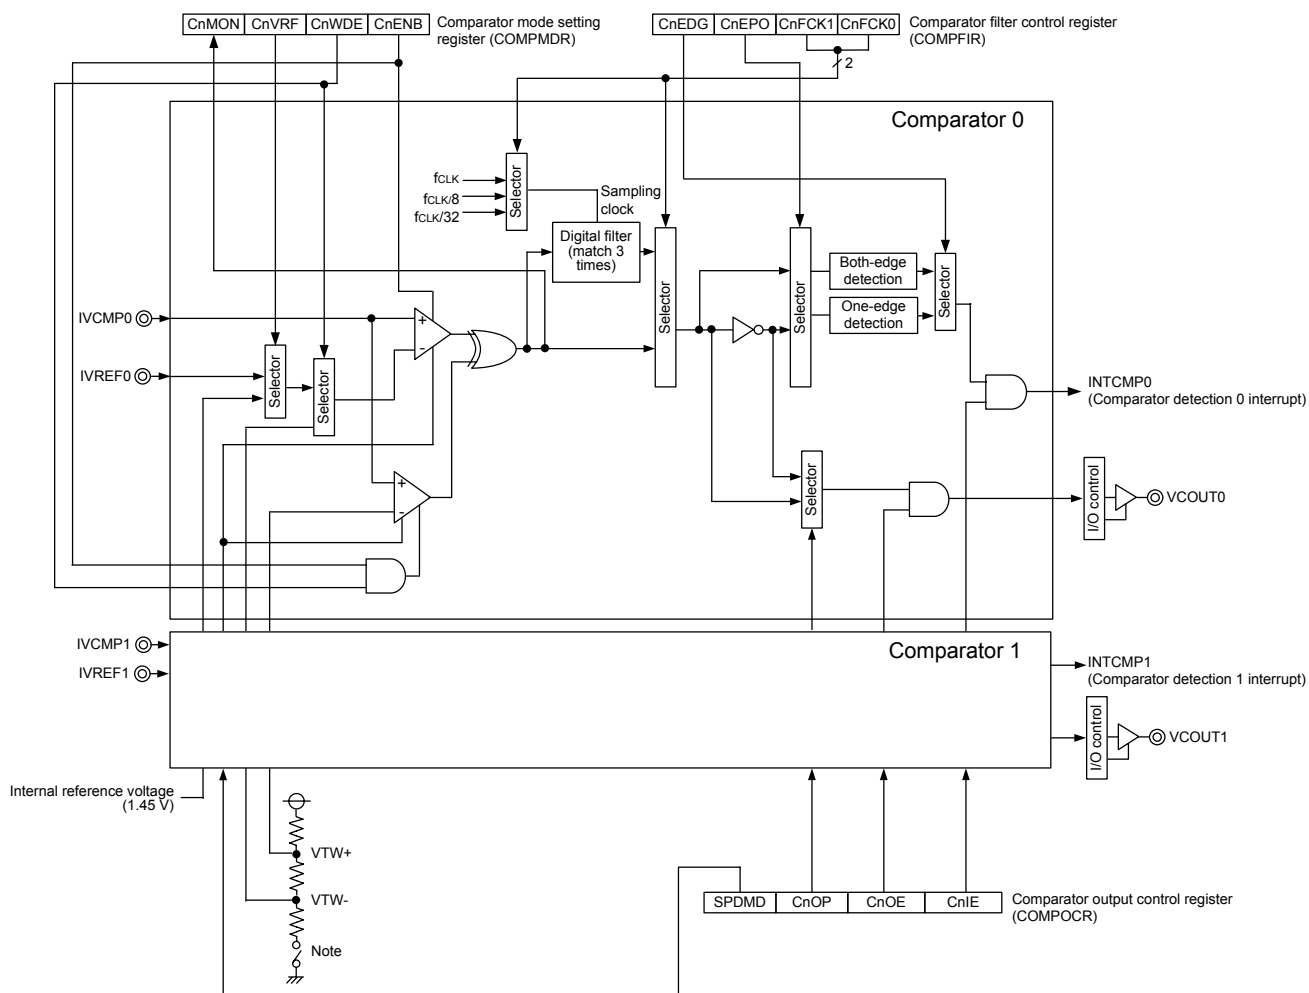 CnMON CnVRF CnWDE CnENB
Comparator mode setting
register (COMPMDR)
CnEDG CnEPO CnFCK1 CnFCK0
Comparator filter control register
(COMPFIR)
2
Comparator 0
Selector
fCLK
fCLK/8
fCLK/32
Sampling
clock
Digital filter
(match 3
times)
Selector
Selector
Both-edge
detection
One-edge
detection
Selector
IVCMP0
+
-
IVREF0
Selector
Selector
INTCMP0
(Comparator detection 0 interrupt)
+
-
Selector
I/O control
VCOUT0
Comparator 1
IVCMP1
IVREF1
INTCMP1
(Comparator detection 1 interrupt)
I/O control
VCOUT1
Internal reference voltage
(1.45 V)
VTW+
VTW-
Note
SPDMD CnOP CnOE CnIE
Comparator output control register
(COMPOCR)